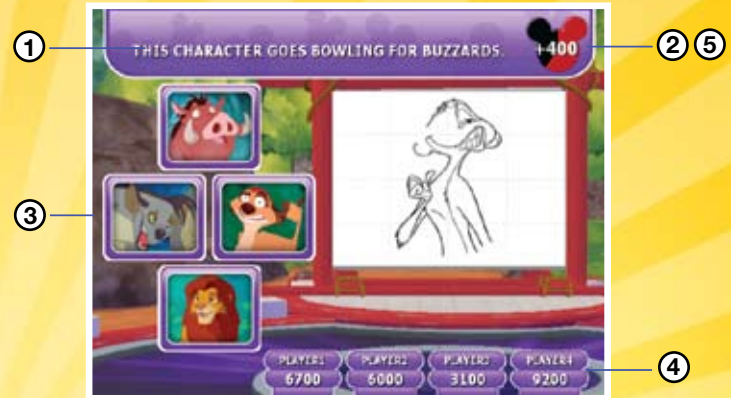 ① THIS CHARACTER GOES BOWLING FOR BUZZARDS. +400 ② ⑤
③
PLAYER1 PLAYER2 PLAYER3 PLAYER4
6700 6000 3100 9200
④